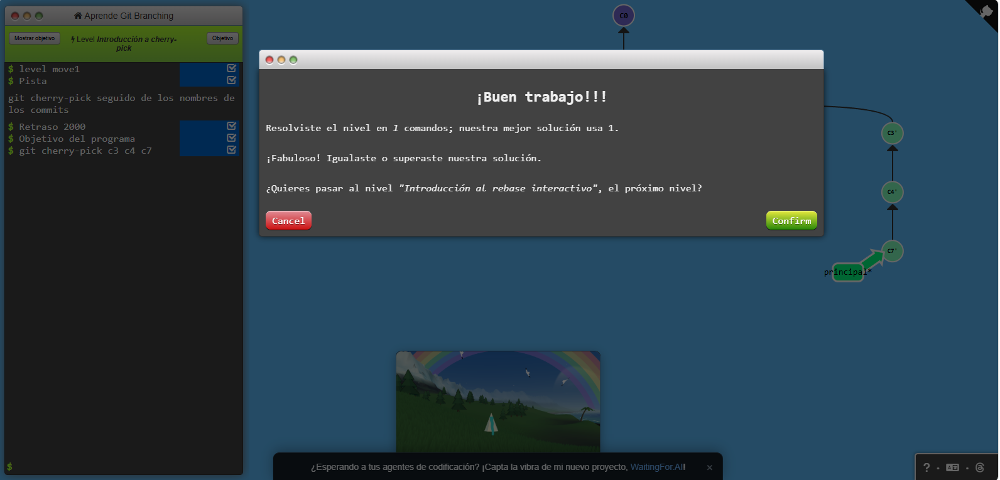 Aprende Git Branching
Mostrar objetivo
Level Introducción a cherry-
pick
Objetivo
$ level move1
$ Pista
git cherry-pick seguido de los nombres de
los commits
$ Retraso 2000
$ Objetivo del programa
$ git cherry-pick c3 c4 c7
$
C0
¡Buen trabajo!!!
Resolviste el nivel en 1 comandos; nuestra mejor solución usa 1.
¡Fabuloso! Igualaste o superaste nuestra solución.
¿Quieres pasar al nivel "Introducción al rebase interactivo", el próximo nivel?
Cancel
Confirm
C3'
C4'
C7'
principal*
¿Esperando a tus agentes de codificación? ¡Capta la vibra de mi nuevo proyecto, WaitingFor.AI!
×
?